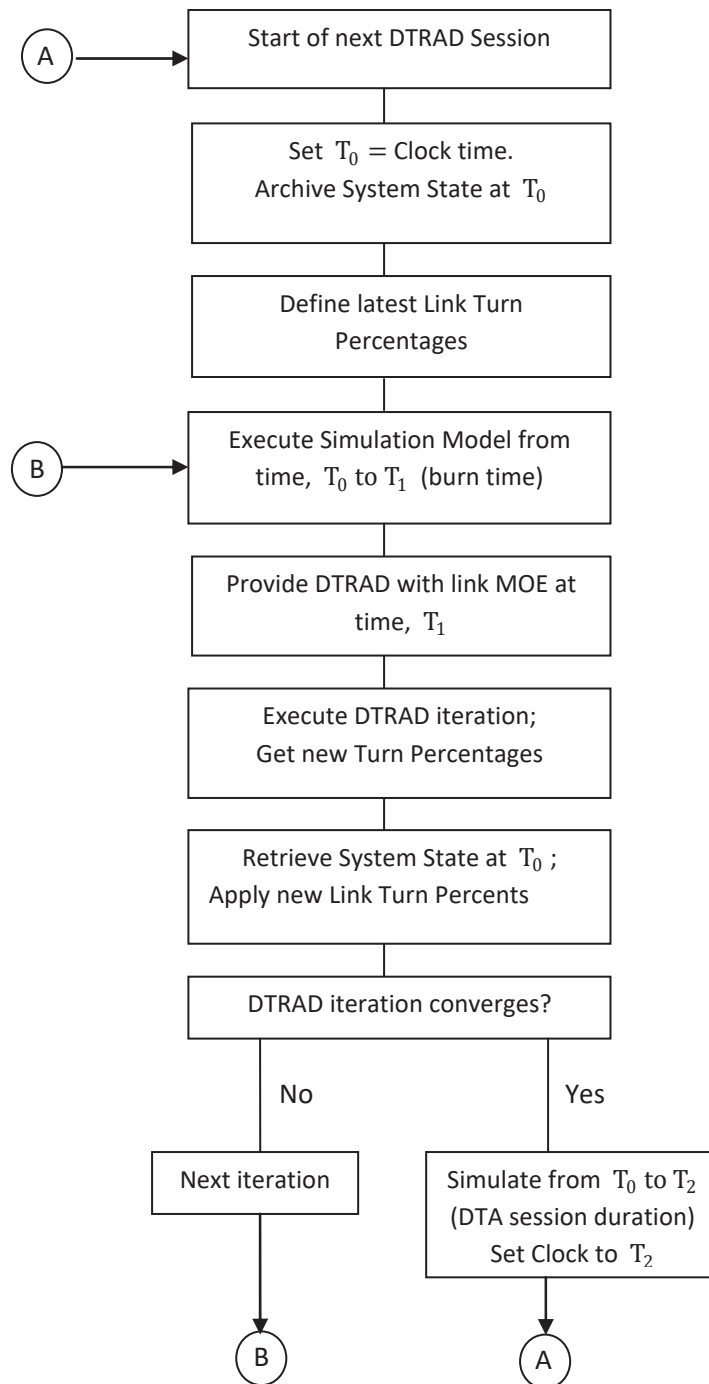 A
Start of next DTRAD Session
Set T₀ = Clock time.
Archive System State at T₀
Define latest Link Turn
Percentages
B
Execute Simulation Model from
time, T₀ to T₁ (burn time)
Provide DTRAD with link MOE at
time, T₁
Execute DTRAD iteration;
Get new Turn Percentages
Retrieve System State at T₀ ;
Apply new Link Turn Percents
DTRAD iteration converges?
No
Yes
Next iteration
Simulate from T₀ to T₂
(DTA session duration)
Set Clock to T₂
B
A